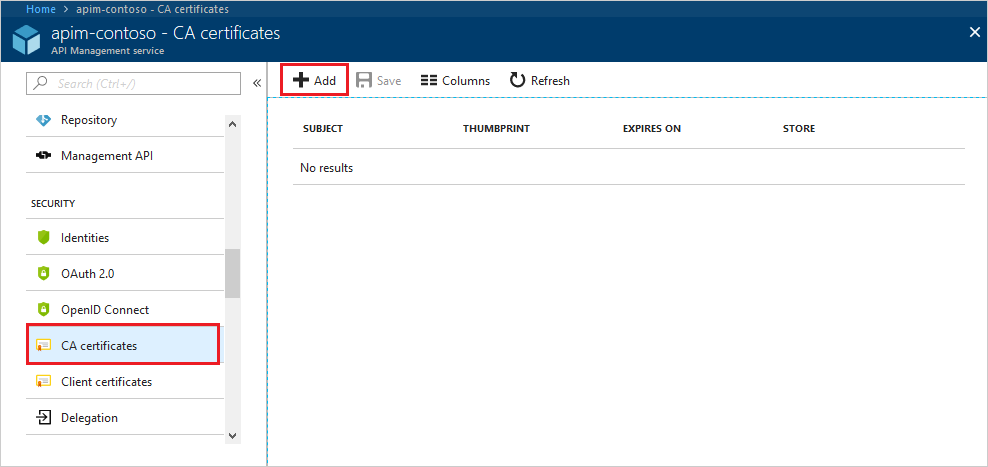 Home > apim-contoso - CA certificates
apim-contoso - CA certificates
API Management service
Search (Ctrl+/)
Repository
Management API
SECURITY
Identities
OAuth 2.0
OpenID Connect
CA certificates
Client certificates
Delegation
Add Save Columns Refresh
SUBJECT THUMBPRINT EXPIRES ON STORE
No results